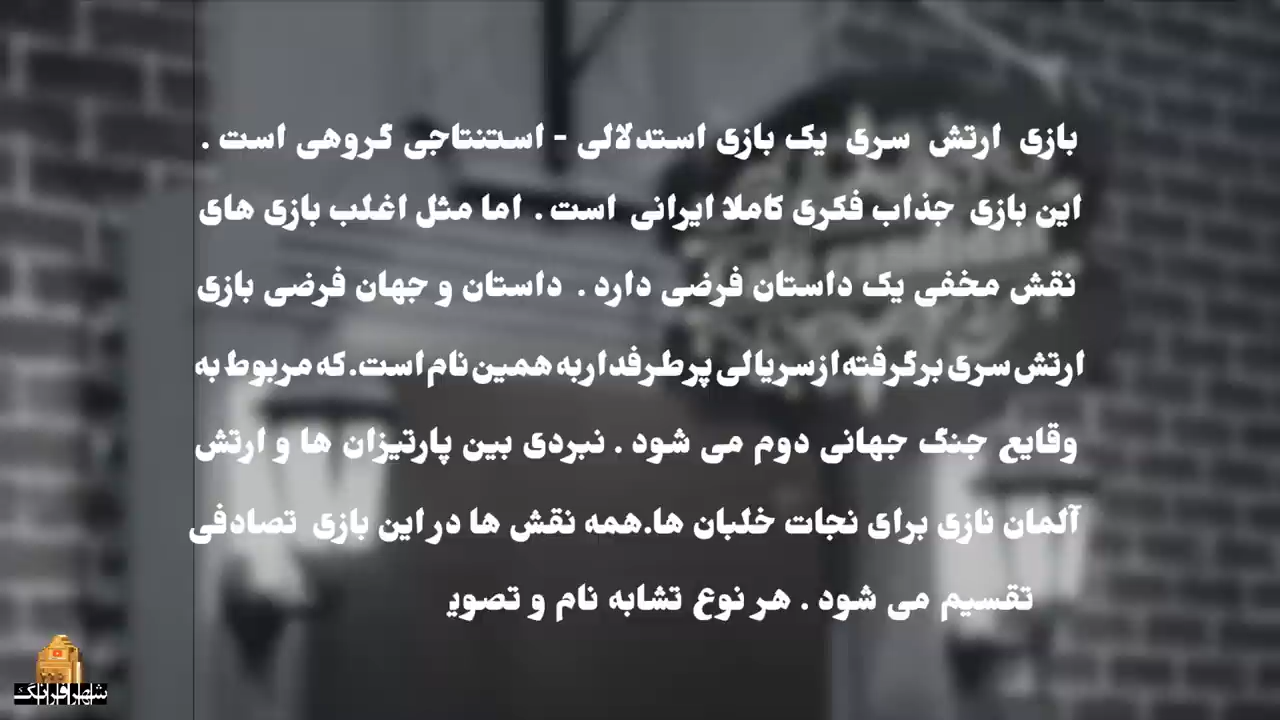 بازی ارتش سری یک بازی استدلالی - استنتاجی گروهی است .
این بازی جذاب فکری کاملا ایرانی است . اما مثل اغلب بازی های
نقش مخفی یک داستان فرضی دارد . داستان و جهان فرضی بازی
ارتش سری برگرفته از سریالی پرطرفدار به همین نام است. که مربوط به
وقایع جنگ جهانی دوم می شود . نبردی بین پارتیزان ها و ارتش
آلمان نازی برای نجات خلبان ها.همه نقش ها در این بازی تصادفی
تقسیم می شود . هر نوع تشابه نام و تصوی
شهر فرانگ